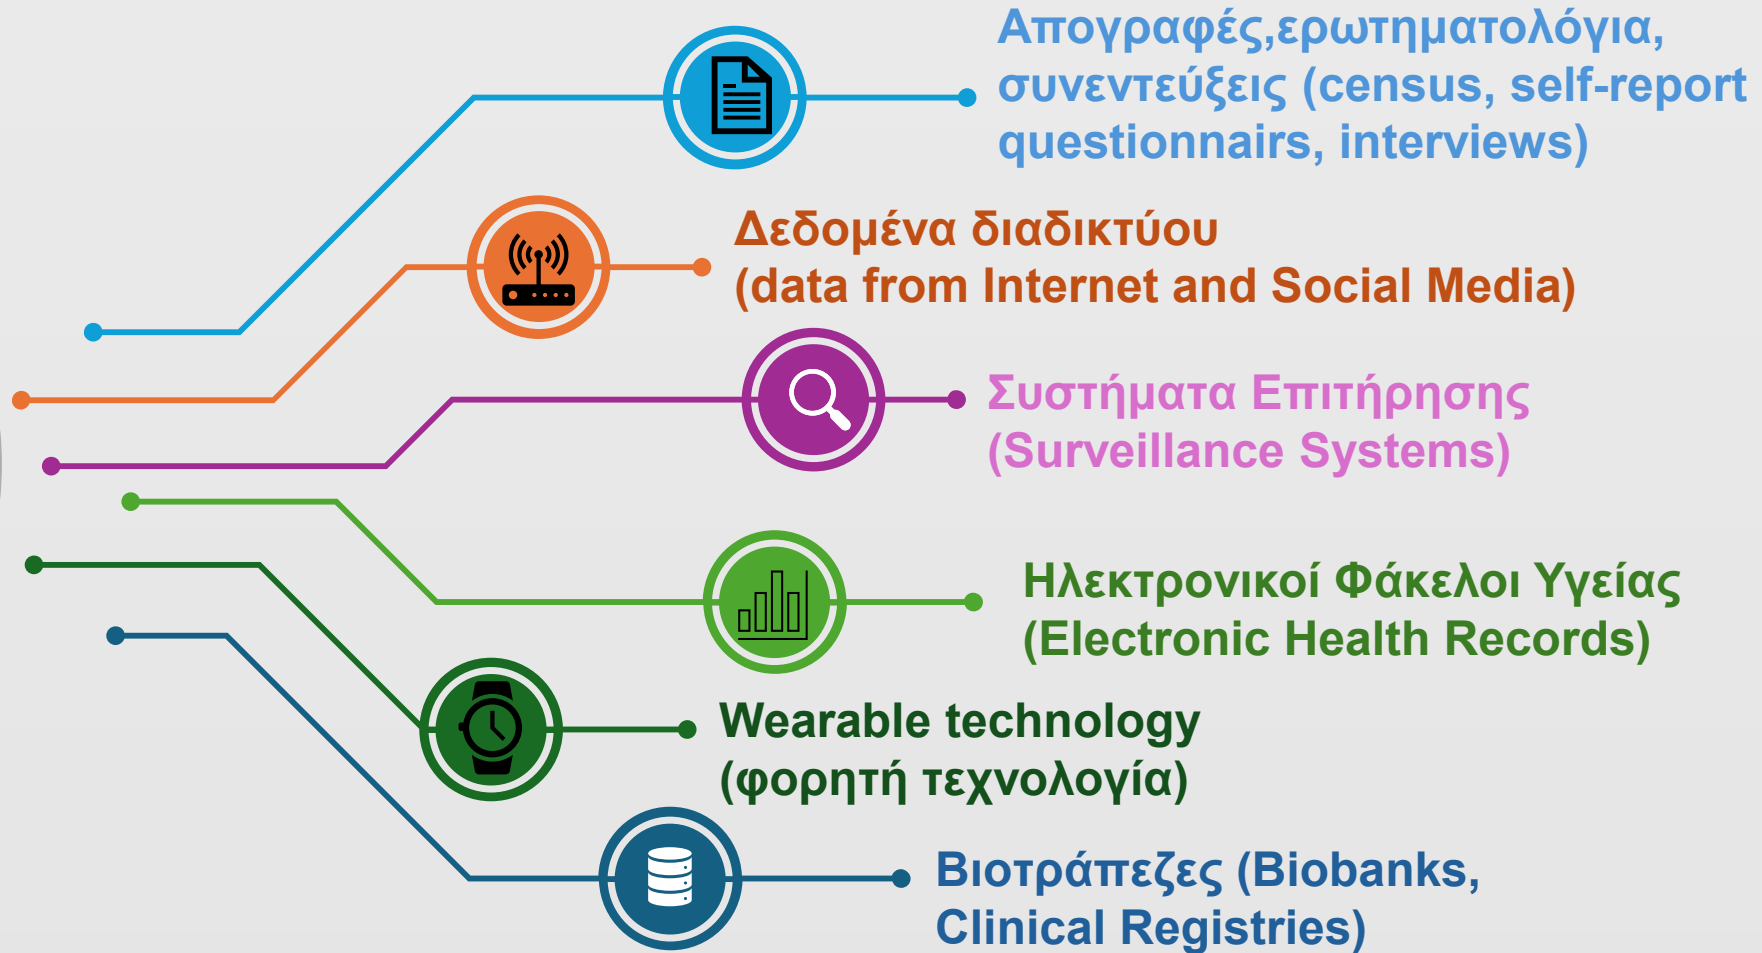 Απογραφές,ερωτηματολόγια,
συνεντεύξεις (census, self-report
questionnairs, interviews)
Δεδομένα διαδικτύου
(data from Internet and Social Media)
Συστήματα Επιτήρησης
(Surveillance Systems)
Ηλεκτρονικοί Φάκελοι Υγείας
(Electronic Health Records)
Wearable technology
(φορητή τεχνολογία)
Βιοτράπεζες (Biobanks,
Clinical Registries)